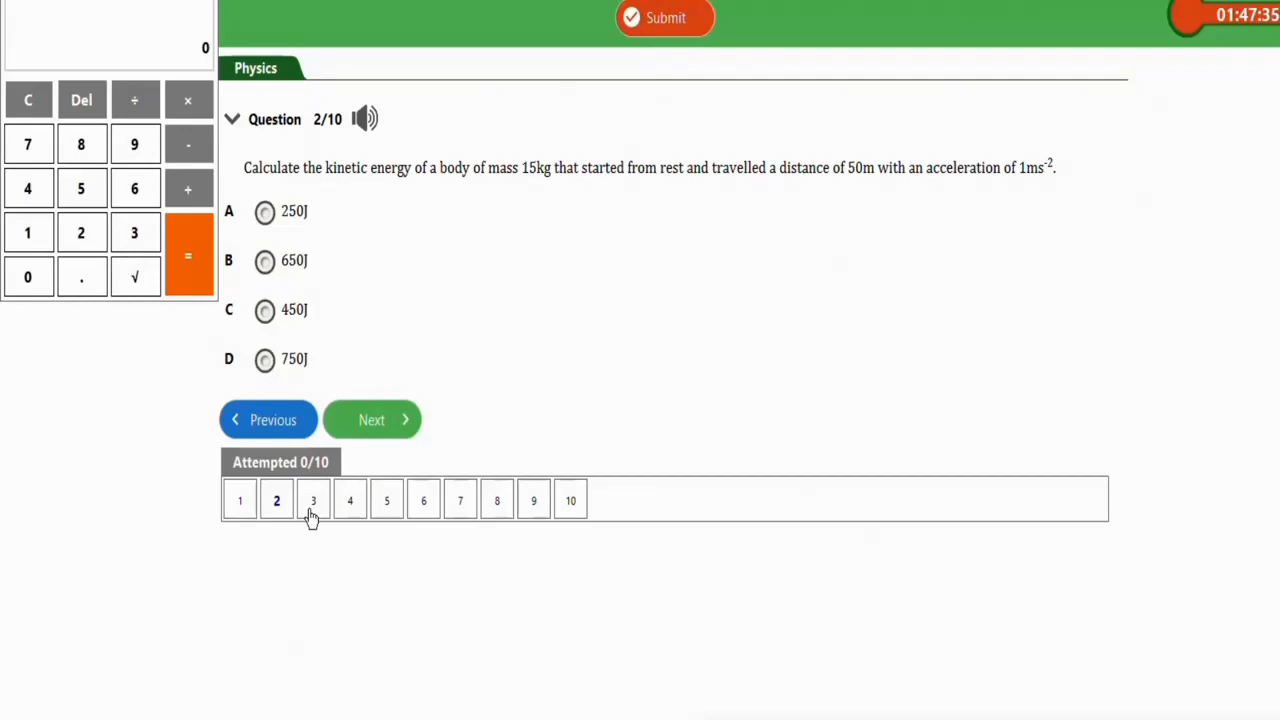 Submit
01:47:35
0
C Del ÷ ×
7 8 9 -
4 5 6 +
1 2 3 =
0 . √
Physics
Question 2/10
Calculate the kinetic energy of a body of mass 15kg that started from rest and travelled a distance of 50m with an acceleration of 1ms⁻².
A 250J
B 650J
C 450J
D 750J
Previous Next
Attempted 0/10
1 2 3 4 5 6 7 8 9 10